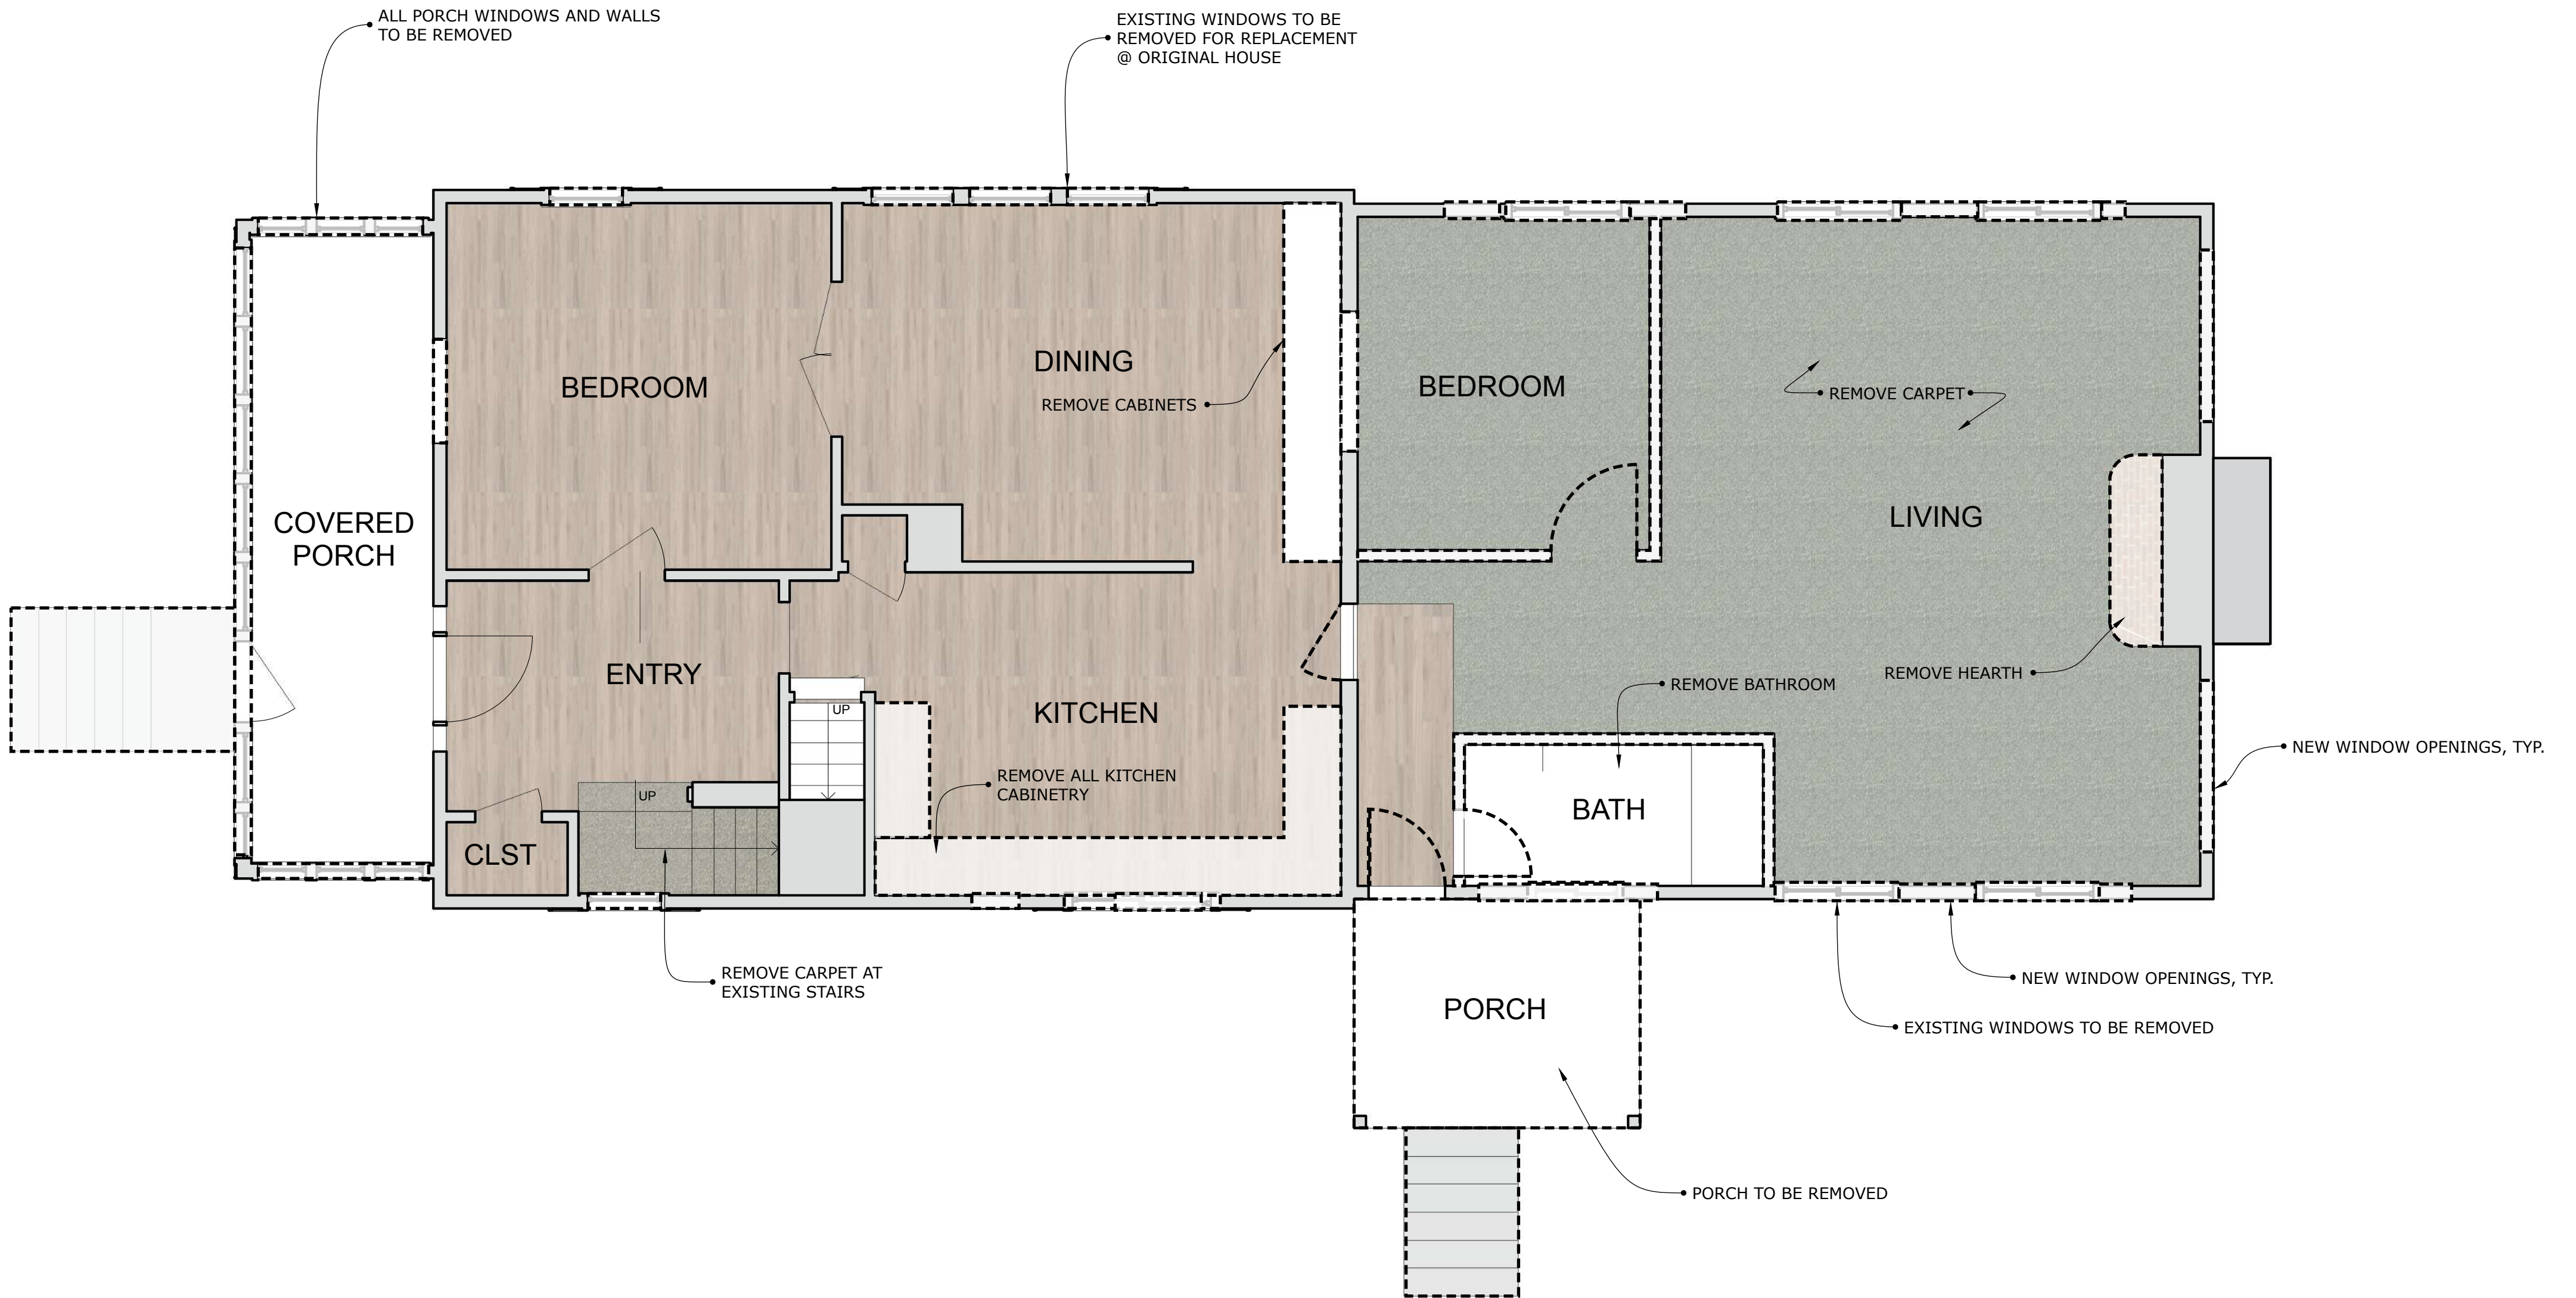 ALL PORCH WINDOWS AND WALLS
TO BE REMOVED
EXISTING WINDOWS TO BE
REMOVED FOR REPLACEMENT
@ ORIGINAL HOUSE
DINING
BEDROOM
BEDROOM
REMOVE CABINETS
REMOVE CARPET
COVERED
PORCH
LIVING
ENTRY
REMOVE HEARTH
REMOVE BATHROOM
UP
KITCHEN
NEW WINDOW OPENINGS, TYP.
REMOVE ALL KITCHEN
CABINETRY
UP
BATH
CLST
REMOVE CARPET AT
EXISTING STAIRS
NEW WINDOW OPENINGS, TYP.
PORCH
EXISTING WINDOWS TO BE REMOVED
PORCH TO BE REMOVED